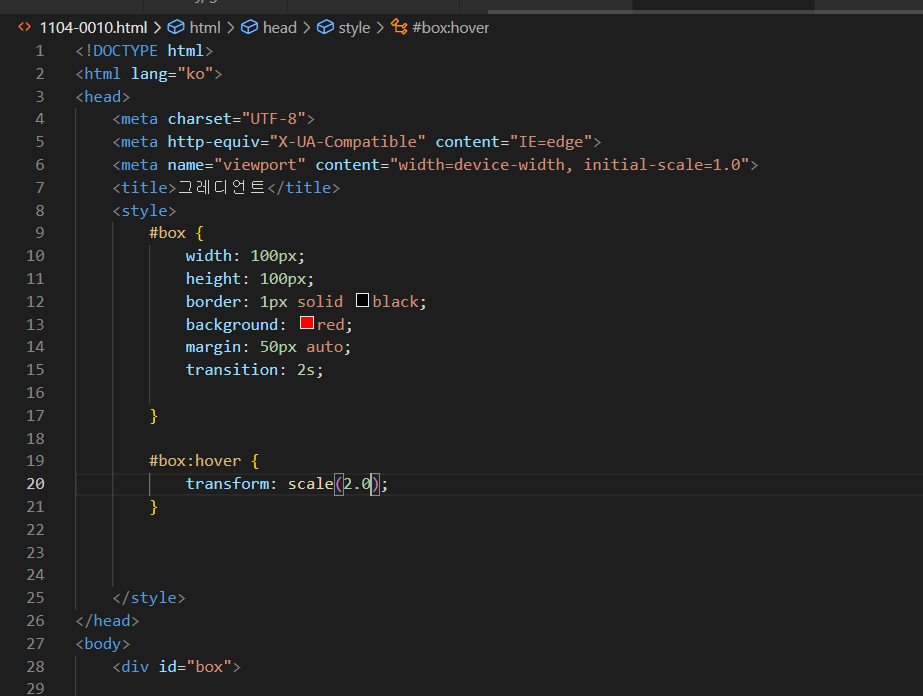 1104-0010.html > html > head > style > #box:hover
1 <!DOCTYPE html>
2 <html lang="ko">
3 <head>
4 <meta charset="UTF-8">
5 <meta http-equiv="X-UA-Compatible" content="IE=edge">
6 <meta name="viewport" content="width=device-width, initial-scale=1.0">
7 <title>그레디언트</title>
8 <style>
9 #box {
10 width: 100px;
11 height: 100px;
12 border: 1px solid black;
13 background: red;
14 margin: 50px auto;
15 transition: 2s;
16
17 }
18
19 #box:hover {
20 transform: scale(2.0);
21 }
22
23
24
25 </style>
26 </head>
27 <body>
28 <div id="box">
29